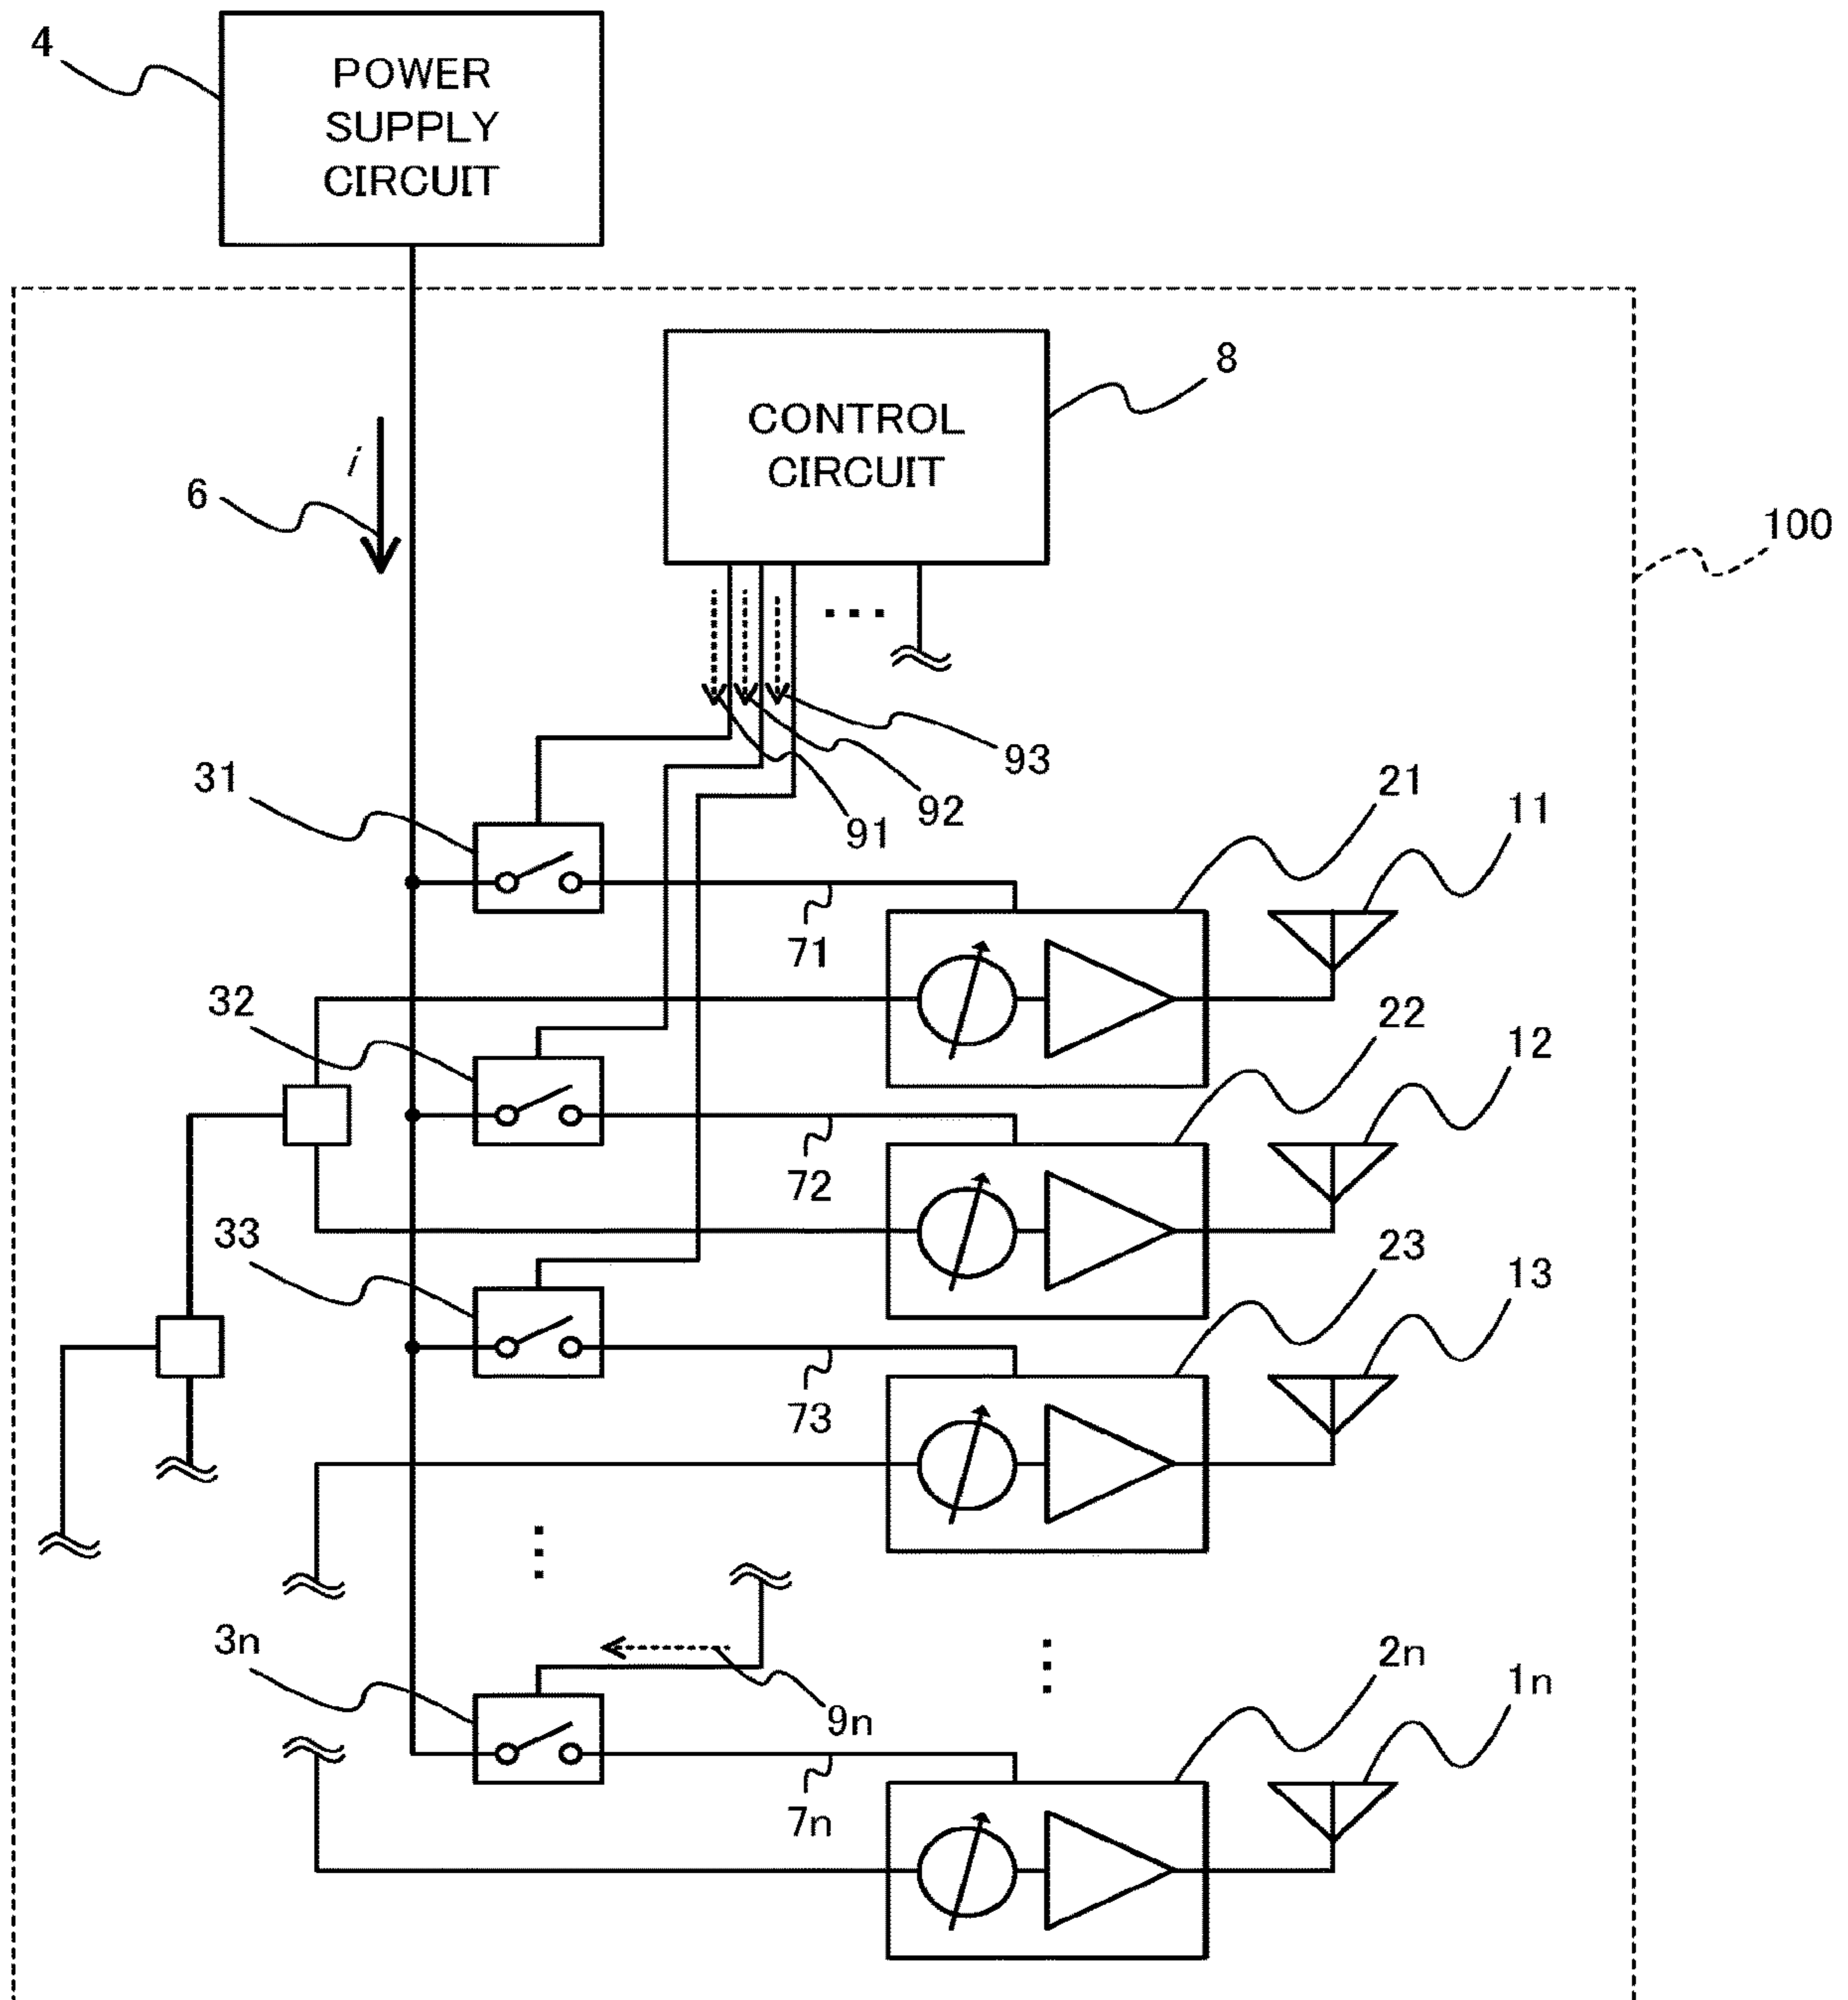 4
POWER
SUPPLY
CIRCUIT
8
CONTROL
CIRCUIT
i
6
100
...
93
92
91
31
21
11
71
32
22
12
72
33
23
13
73
3n
9n
2n
1n
7n